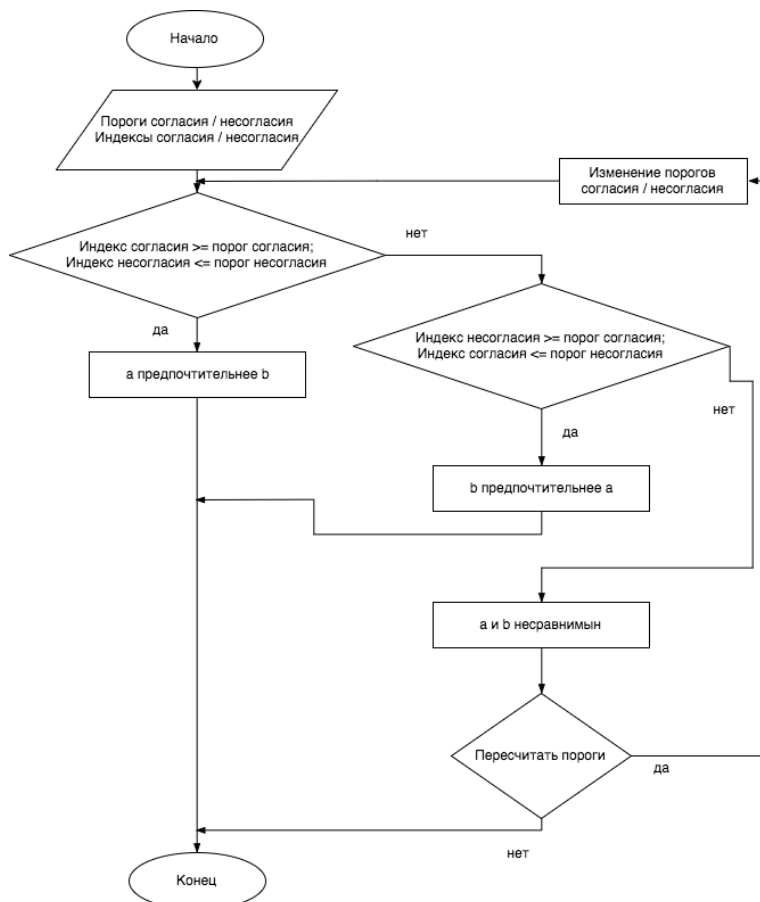 Начало
Пороги согласия / несогласия
Индексы согласия / несогласия
Изменение порогов
согласия / несогласия
Индекс согласия >= порог согласия;
Индекс несогласия <= порог несогласия
нет
да
Индекс несогласия >= порог согласия;
Индекс согласия <= порог несогласия
а предпочтительнее b
нет
да
b предпочтительнее а
а и b несравнимын
Пересчитать пороги
да
нет
Конец